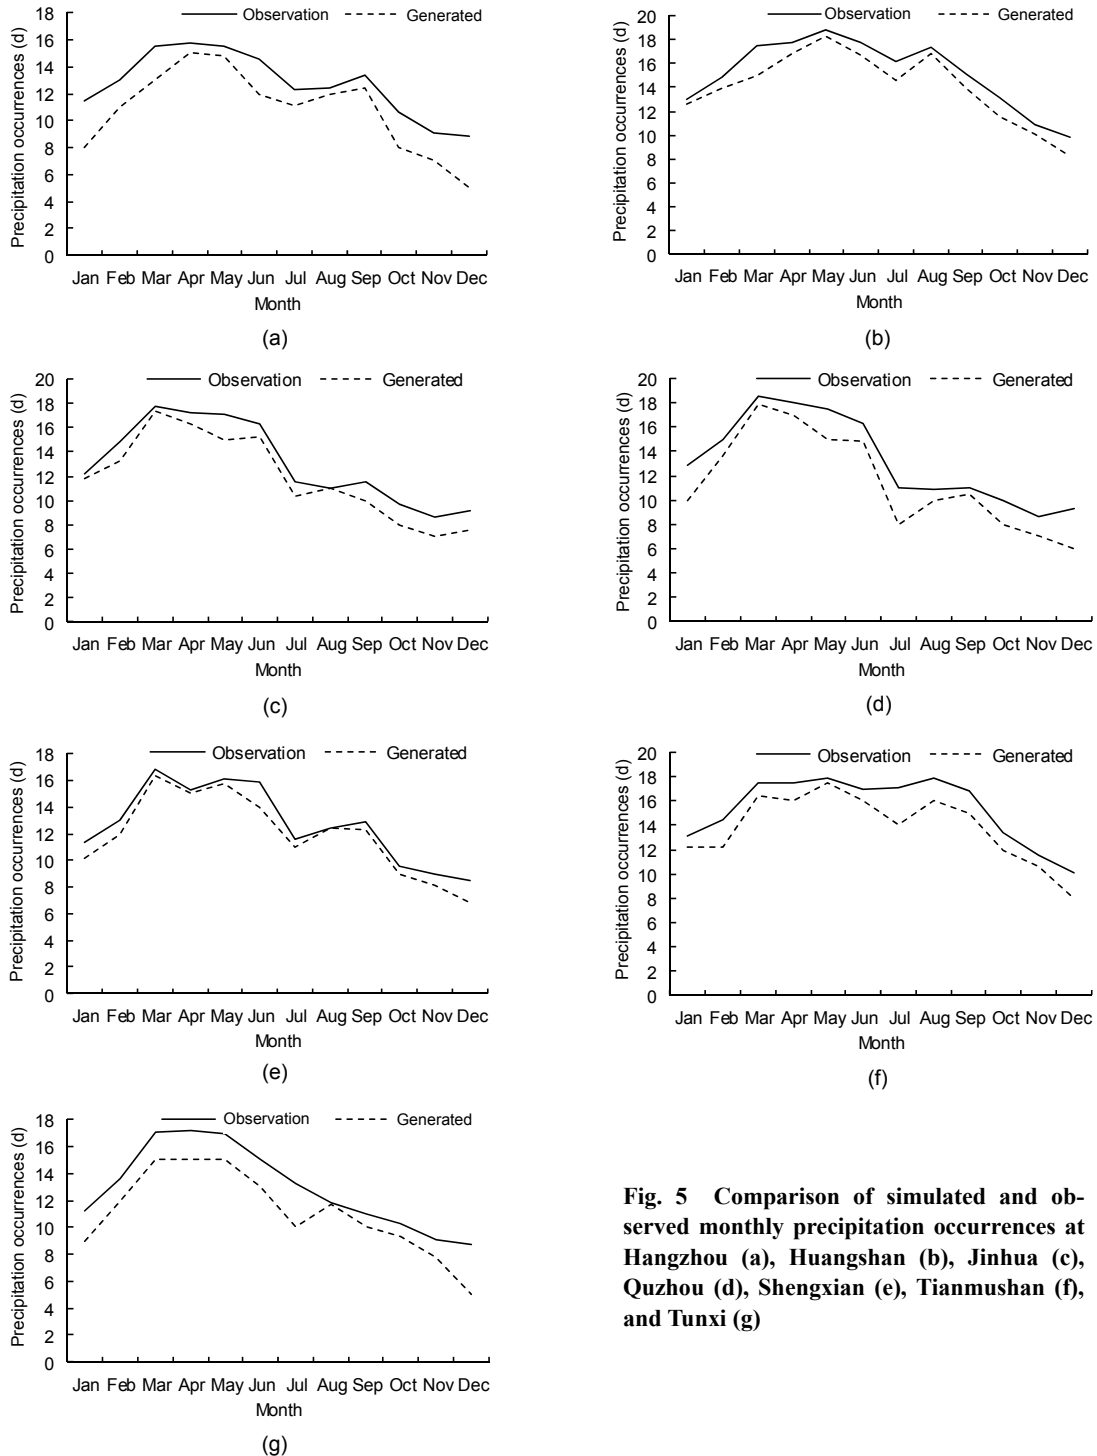 Observation Generated
Precipitation occurrences (d)
18
16
14
12
10
8
6
4
2
0
Jan Feb Mar Apr May Jun Jul Aug Sep Oct Nov Dec
Month
(a)
Observation Generated
Precipitation occurrences (d)
20
18
16
14
12
10
8
6
4
2
0
Jan Feb Mar Apr May Jun Jul Aug Sep Oct Nov Dec
Month
(b)
Observation Generated
Precipitation occurrences (d)
20
18
16
14
12
10
8
6
4
2
0
Jan Feb Mar Apr May Jun Jul Aug Sep Oct Nov Dec
Month
(c)
Observation Generated
Precipitation occurrences (d)
20
18
16
14
12
10
8
6
4
2
0
Jan Feb Mar Apr May Jun Jul Aug Sep Oct Nov Dec
Month
(d)
Observation Generated
Precipitation occurrences (d)
18
16
14
12
10
8
6
4
2
0
Jan Feb Mar Apr May Jun Jul Aug Sep Oct Nov Dec
Month
(e)
Observation Generated
Precipitation occurrences (d)
20
18
16
14
12
10
8
6
4
2
0
Jan Feb Mar Apr May Jun Jul Aug Sep Oct Nov Dec
Month
(f)
Observation Generated
Precipitation occurrences (d)
18
16
14
12
10
8
6
4
2
0
Jan Feb Mar Apr May Jun Jul Aug Sep Oct Nov Dec
Month
(g)
Fig. 5 Comparison of simulated and ob-
served monthly precipitation occurrences at
Hangzhou (a), Huangshan (b), Jinhua (c),
Quzhou (d), Shengxian (e), Tianmushan (f),
and Tunxi (g)